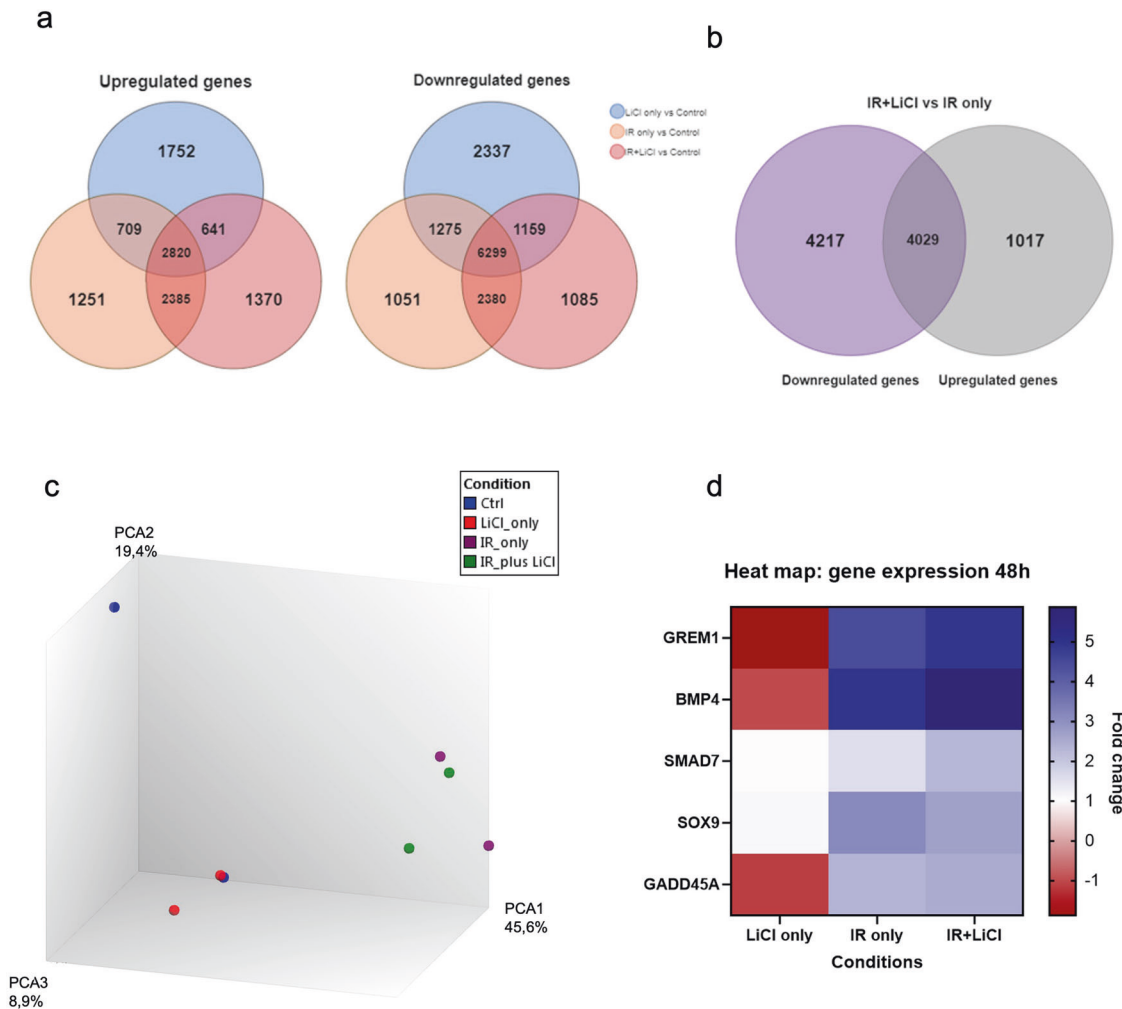 a
Upregulated genes
Downregulated genes
1752
709
641
2820
1251
2385
1370
2337
1275
1159
6299
1051
2380
1085
LiCl only vs Control
IR only vs Control
IR+LiCl vs Control
b
IR+LiCl vs IR only
4217
4029
1017
Downregulated genes
Upregulated genes
c
Condition
Ctrl
LiCl_only
IR_only
IR_plus LiCl
PCA2
19,4%
PCA1
45,6%
PCA3
8,9%
d
Heat map: gene expression 48h
GREM1
BMP4
SMAD7
SOX9
GADD45A
LiCl only
IR only
IR+LiCl
Conditions
5
4
3
2
1
0
-1
Fold change